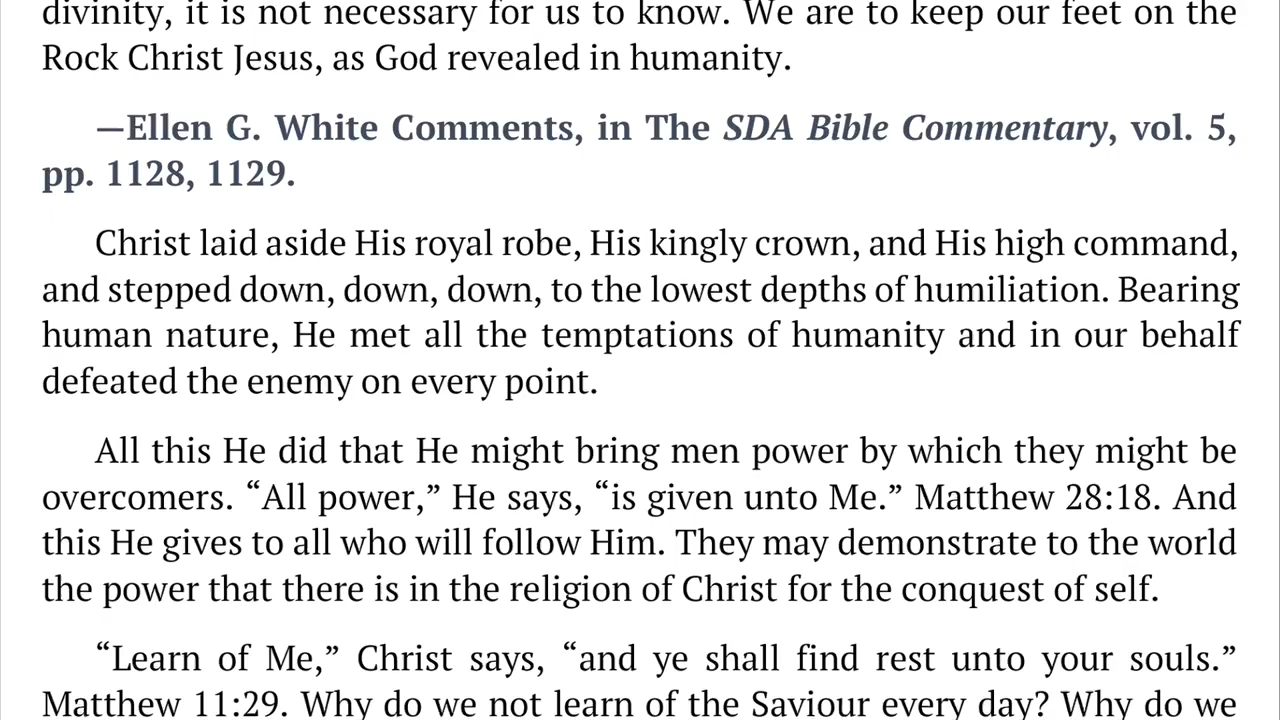 divinity, it is not necessary for us to know. We are to keep our feet on the
Rock Christ Jesus, as God revealed in humanity.
—Ellen G. White Comments, in The SDA Bible Commentary, vol. 5,
pp. 1128, 1129.
Christ laid aside His royal robe, His kingly crown, and His high command,
and stepped down, down, down, to the lowest depths of humiliation. Bearing
human nature, He met all the temptations of humanity and in our behalf
defeated the enemy on every point.
All this He did that He might bring men power by which they might be
overcomers. “All power,” He says, “is given unto Me.” Matthew 28:18. And
this He gives to all who will follow Him. They may demonstrate to the world
the power that there is in the religion of Christ for the conquest of self.
“Learn of Me,” Christ says, “and ye shall find rest unto your souls.”
Matthew 11:29. Why do we not learn of the Saviour every day? Why do we